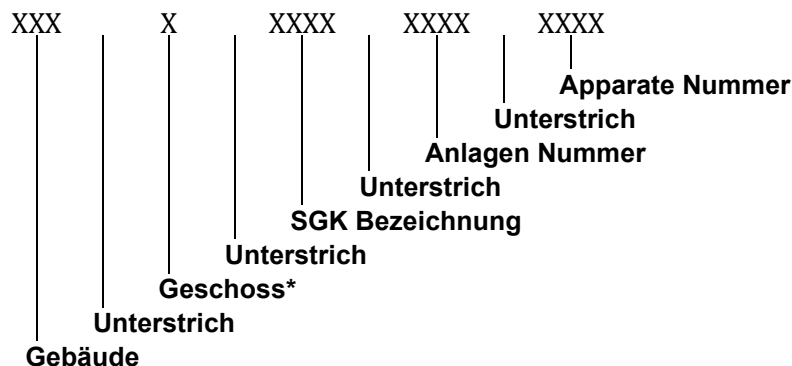 XXX X XXXX XXXX XXXX
Apparate Nummer
Unterstrich
Anlagen Nummer
Unterstrich
SGK Bezeichnung
Unterstrich
Geschoss*
Unterstrich
Gebäude